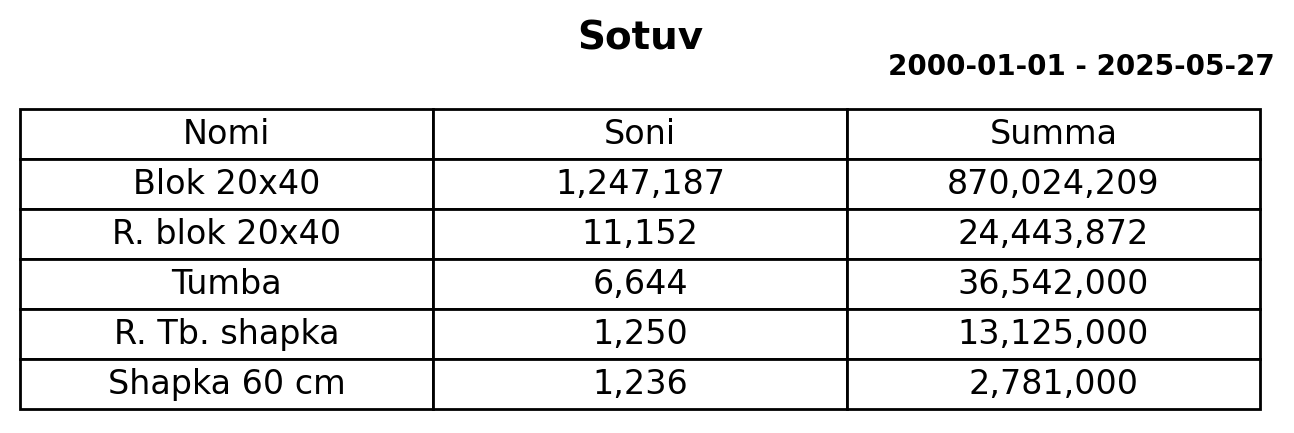 Sotuv
2000-01-01 - 2025-05-27
Nomi Soni Summa
Blok 20x40 1,247,187 870,024,209
R. blok 20x40 11,152 24,443,872
Tumba 6,644 36,542,000
R. Tb. shapka 1,250 13,125,000
Shapka 60 cm 1,236 2,781,000